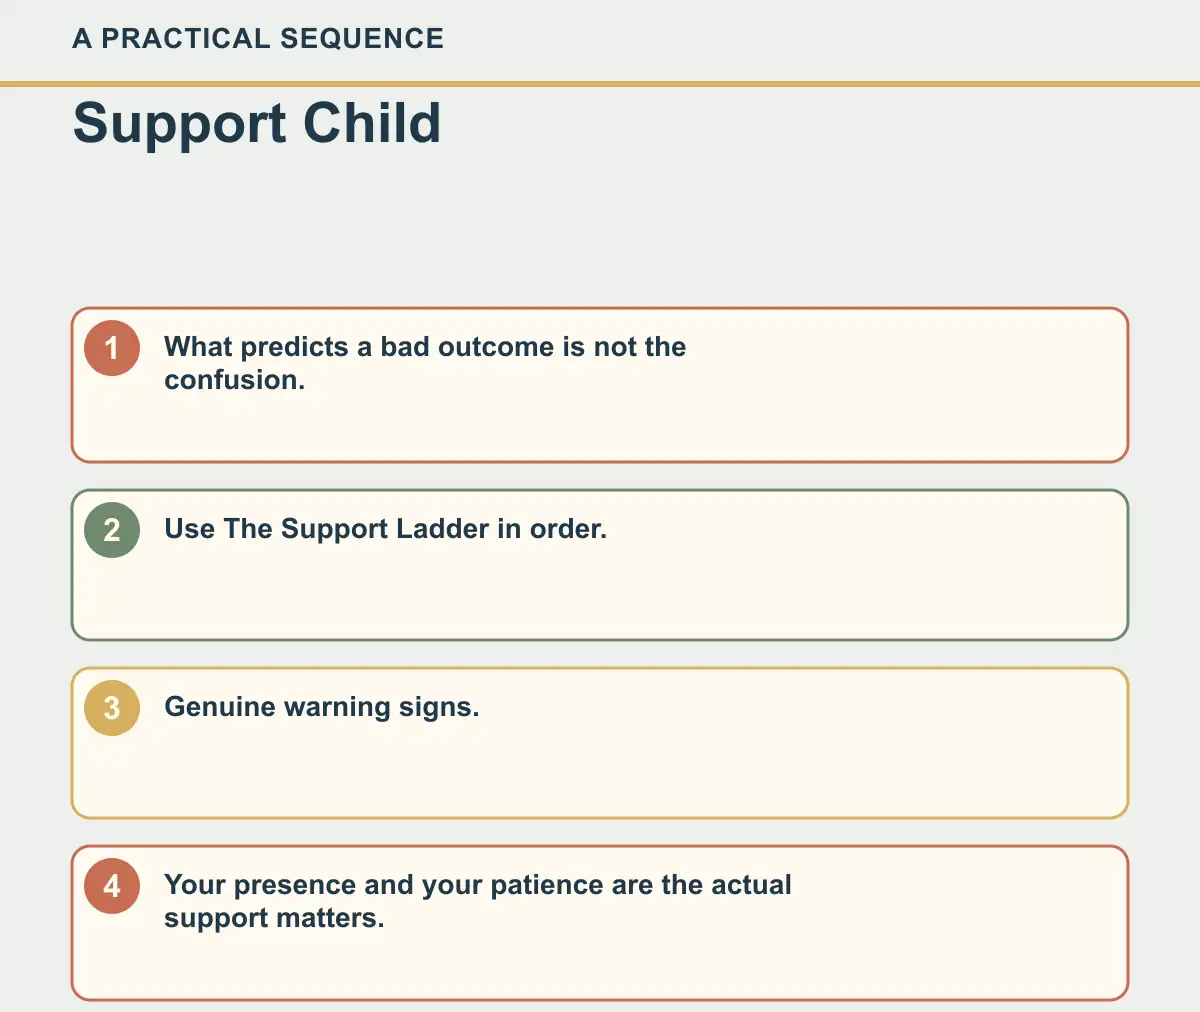 A PRACTICAL SEQUENCE
Support Child
1
What predicts a bad outcome is not the
confusion.
2
Use The Support Ladder in order.
3
Genuine warning signs.
4
Your presence and your patience are the actual
support matters.